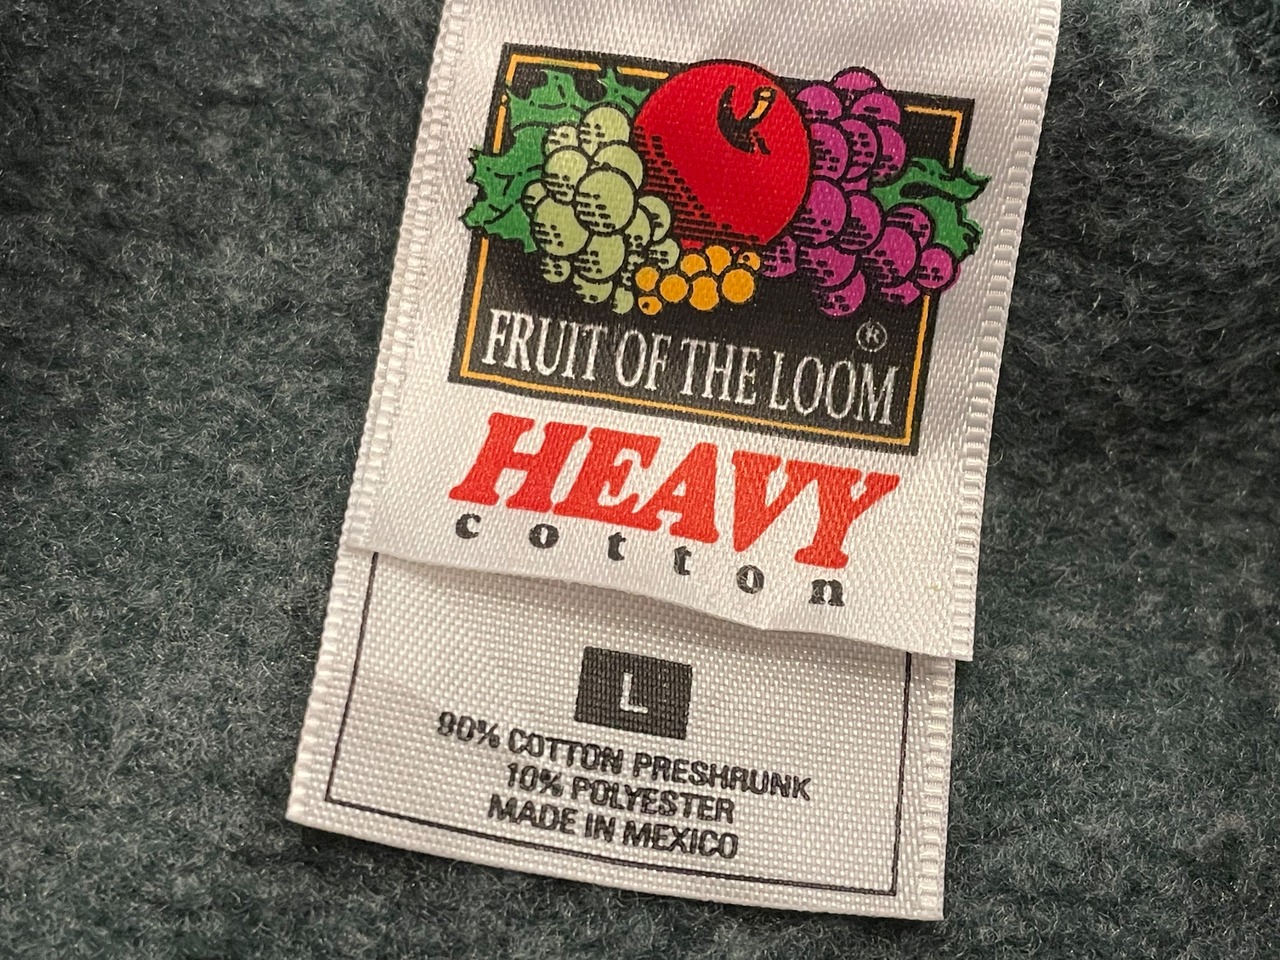 FRUIT OF THE LOOM ®
HEAVY
cotton
L
90% COTTON PRESHRUNK
10% POLYESTER
MADE IN MEXICO